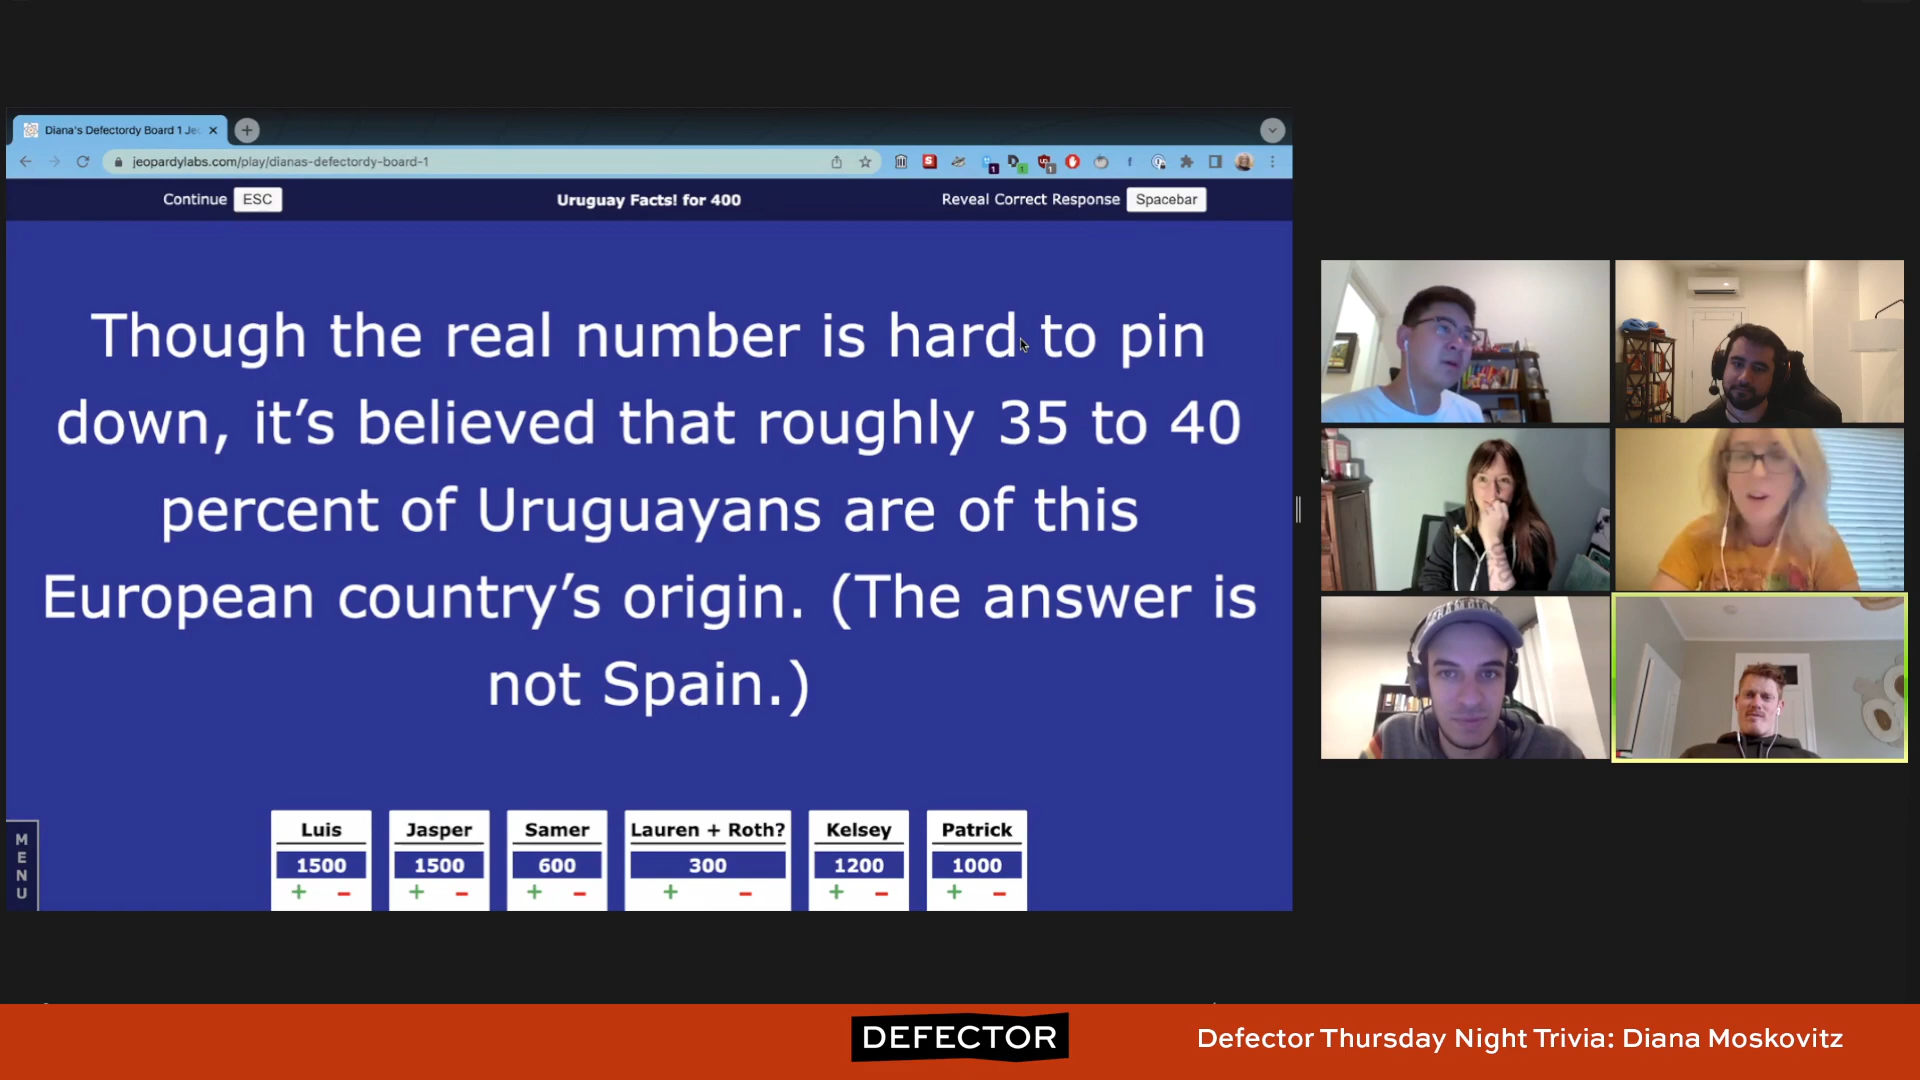 Diana's Defectordy Board 1 Je
jeopardylabs.com/play/dianas-defectordy-board-1
Continue ESC
Uruguay Facts! for 400
Reveal Correct Response Spacebar
Though the real number is hard to pin
down, it's believed that roughly 35 to 40
percent of Uruguayans are of this
European country's origin. (The answer is
not Spain.)
MENU
Luis Jasper Samer Lauren + Roth? Kelsey Patrick
1500 1500 600 300 1200 1000
+ − + − + − + − + − + −
DEFECTOR
Defector Thursday Night Trivia: Diana Moskovitz